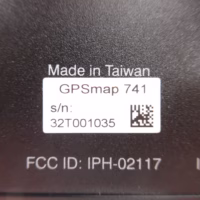 Made in Taiwan
GPSmap 741
s/n:
32T001035
FCC ID: IPH-02117